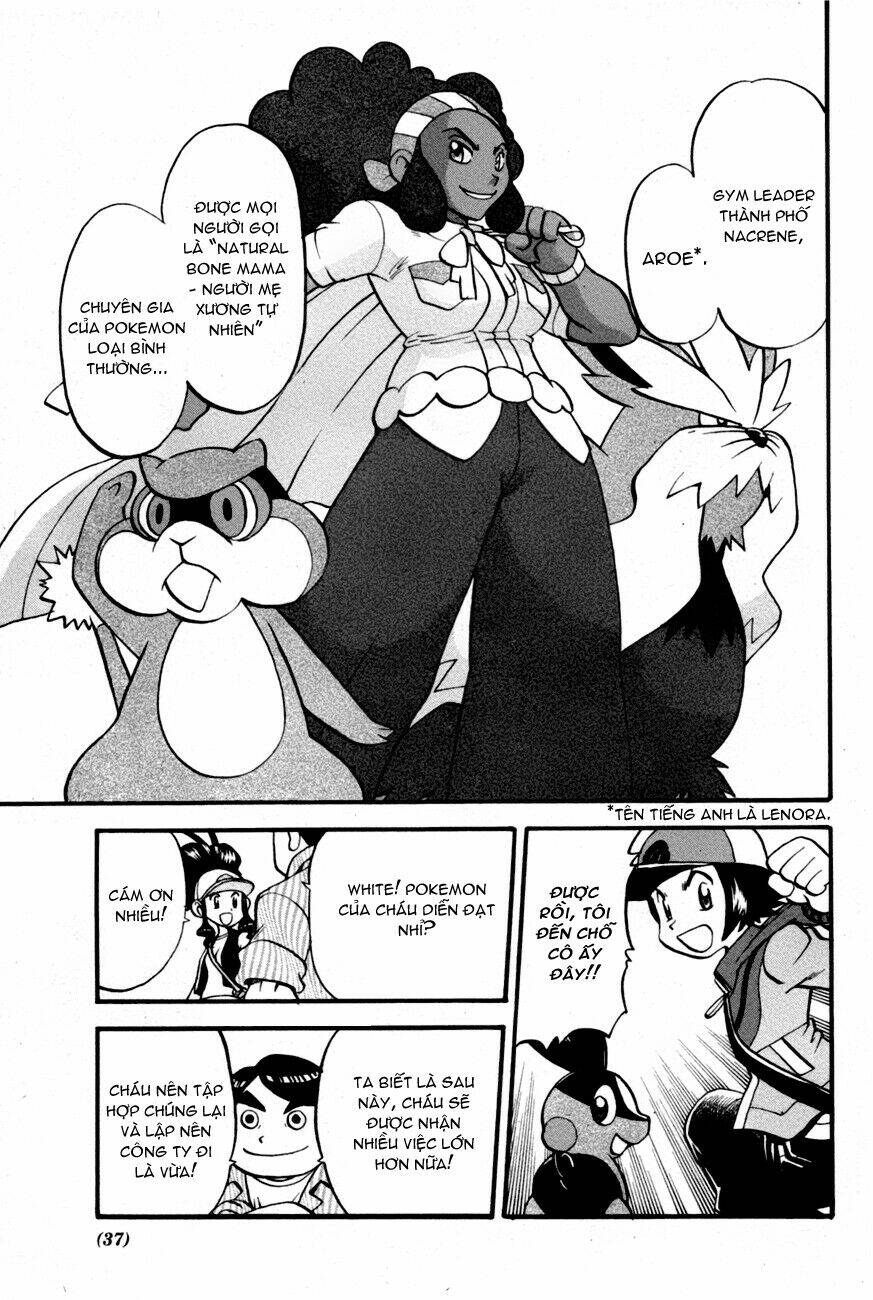 GYM LEADER
THÀNH PHỐ
NACRENE,
AROE*.
ĐƯỢC MỌI
NGƯỜI GỌI
LÀ “NATURAL
BONE MAMA
- NGƯỜI MẸ
XƯƠNG TỰ
NHIÊN”
CHUYÊN GIA
CỦA POKEMON
LOẠI BÌNH
THƯỜNG...
*TÊN TIẾNG ANH LÀ LENORA.
ĐƯỢC
RỒI, TÔI
ĐẾN CHỖ
CÔ ẤY
ĐÂY!!
WHITE! POKEMON
CỦA CHÁU DIỄN ĐẠT
NHỈ?
CÁM ƠN
NHIỀU!
TA BIẾT LÀ SAU
NÀY, CHÁU SẼ
ĐƯỢC NHẬN
NHIỀU VIỆC LỚN
HƠN NỮA!
CHÁU NÊN TẬP
HỢP CHÚNG LẠI
VÀ LẬP NÊN
CÔNG TY ĐI
LÀ VỪA!
(37)